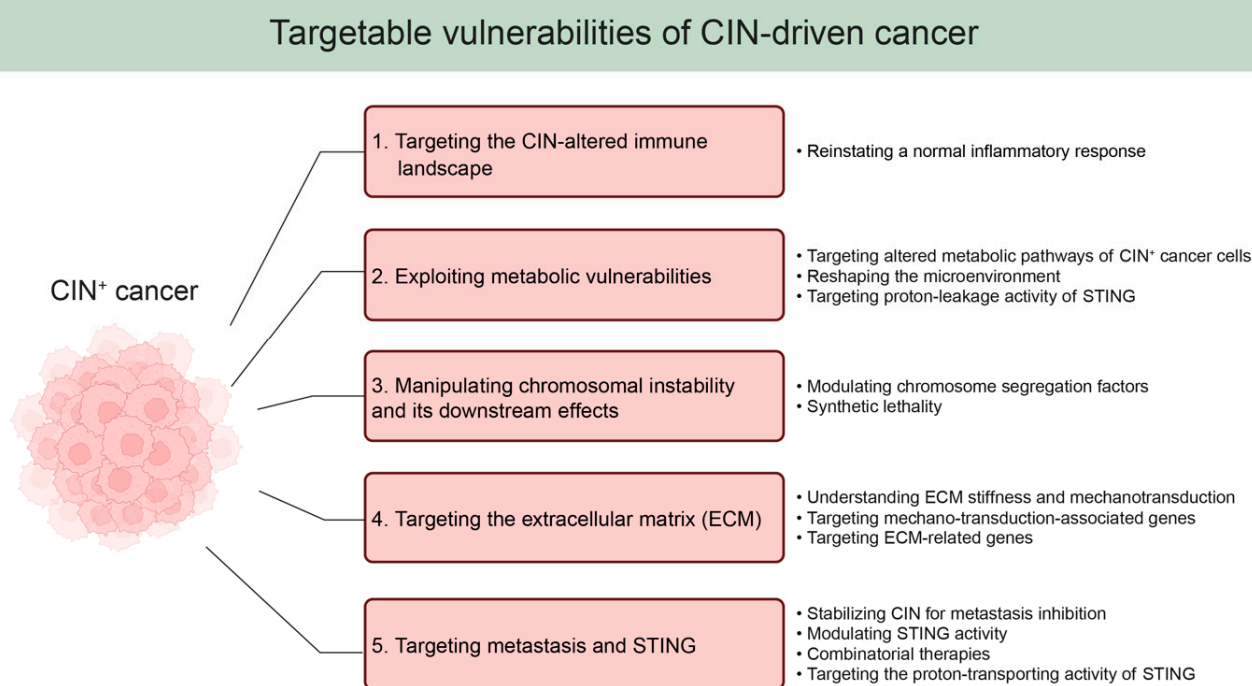 Targetable vulnerabilities of CIN-driven cancer
CIN⁺ cancer
1. Targeting the CIN-altered immune
landscape
• Reinstating a normal inflammatory response
2. Exploiting metabolic vulnerabilities
• Targeting altered metabolic pathways of CIN⁺ cancer cells
• Reshaping the microenvironment
• Targeting proton-leakage activity of STING
3. Manipulating chromosomal instability
and its downstream effects
• Modulating chromosome segregation factors
• Synthetic lethality
4. Targeting the extracellular matrix (ECM)
• Understanding ECM stiffness and mechanotransduction
• Targeting mechano-transduction-associated genes
• Targeting ECM-related genes
5. Targeting metastasis and STING
• Stabilizing CIN for metastasis inhibition
• Modulating STING activity
• Combinatorial therapies
• Targeting the proton-transporting activity of STING